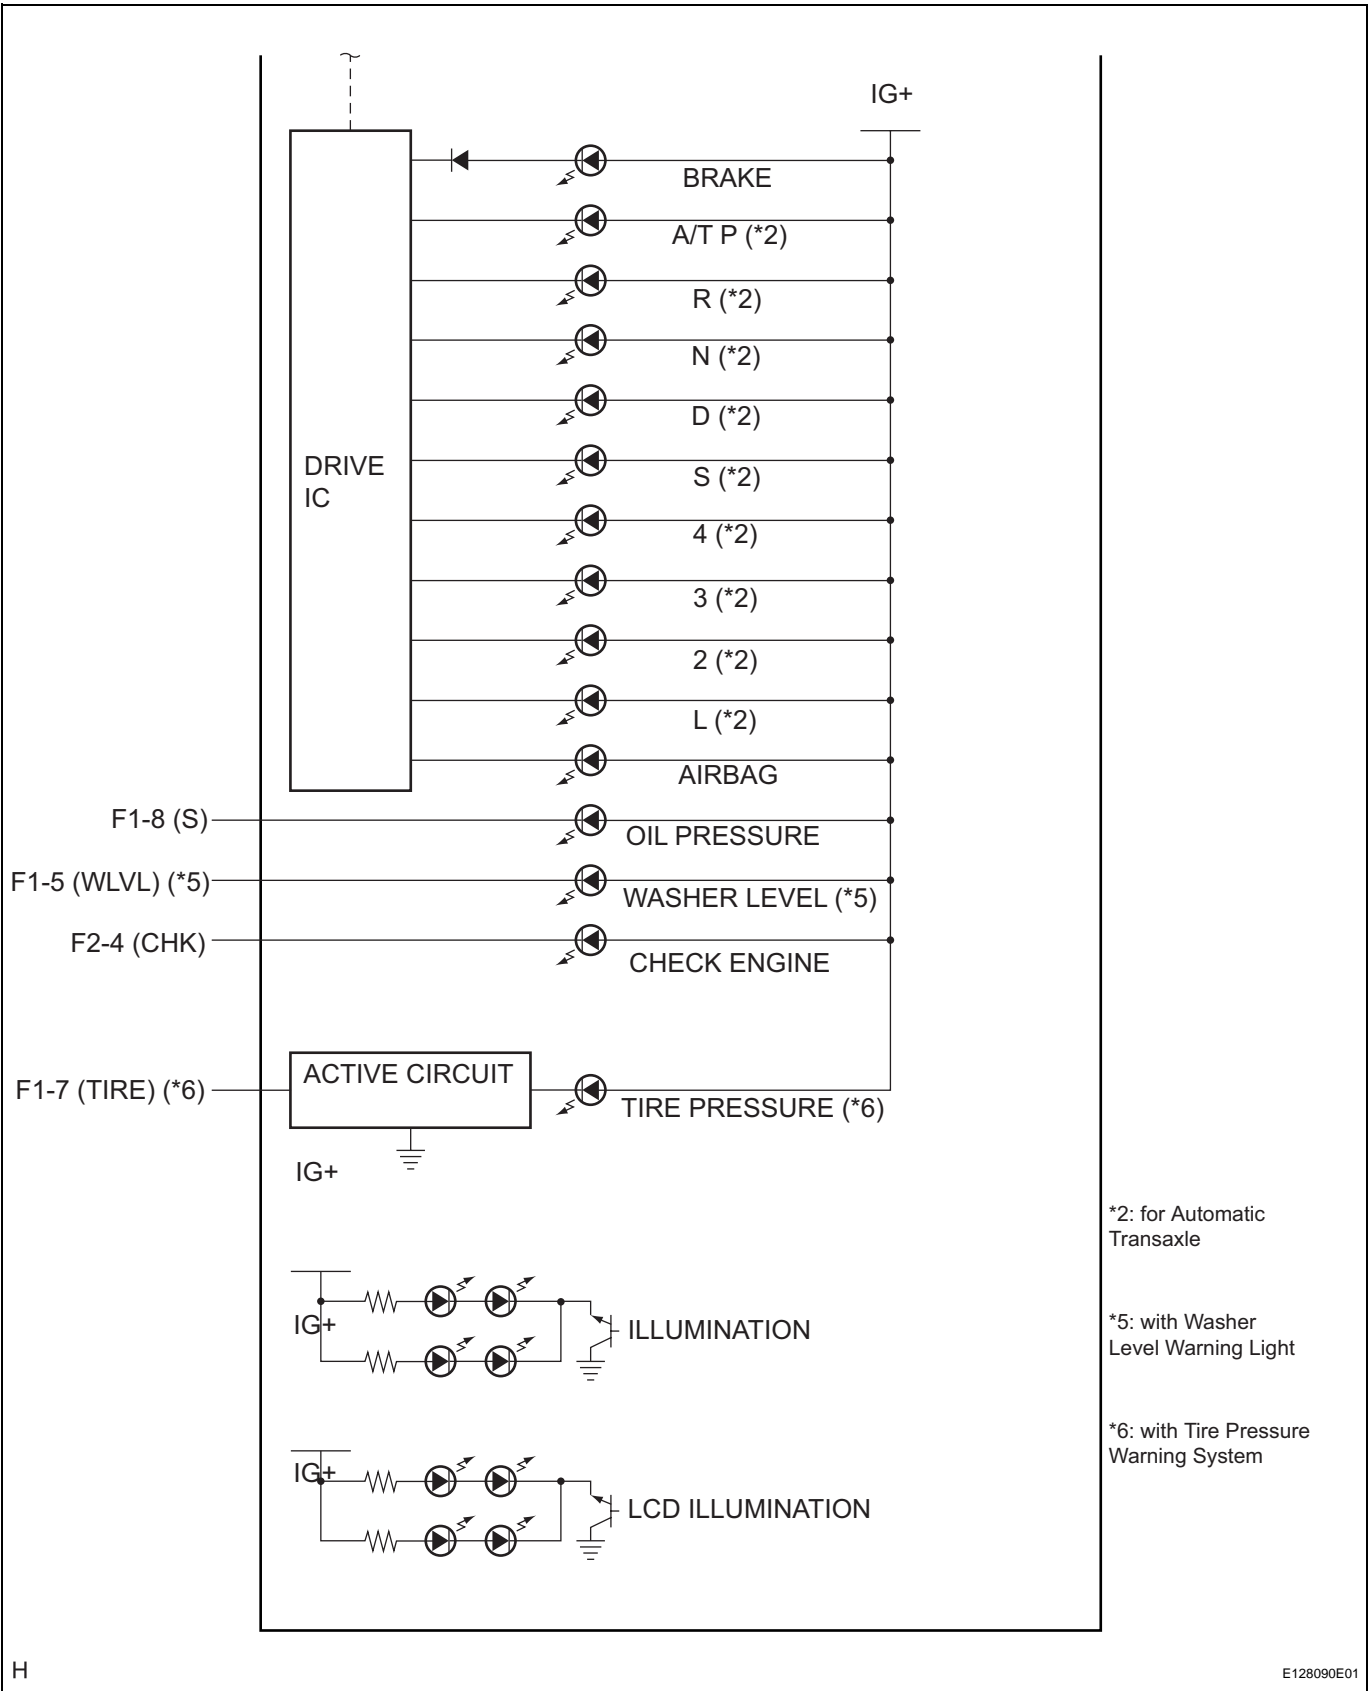 IG+
BRAKE
A/T P (*2)
R (*2)
N (*2)
D (*2)
DRIVE
IC
S (*2)
4 (*2)
3 (*2)
2 (*2)
L (*2)
AIRBAG
F1-8 (S)
OIL PRESSURE
F1-5 (WLVL) (*5)
WASHER LEVEL (*5)
F2-4 (CHK)
CHECK ENGINE
ACTIVE CIRCUIT
F1-7 (TIRE) (*6)
TIRE PRESSURE (*6)
IG+
*2: for Automatic
Transaxle
IG+
ILLUMINATION
*5: with Washer
Level Warning Light
*6: with Tire Pressure
Warning System
IG+
LCD ILLUMINATION
H
E128090E01